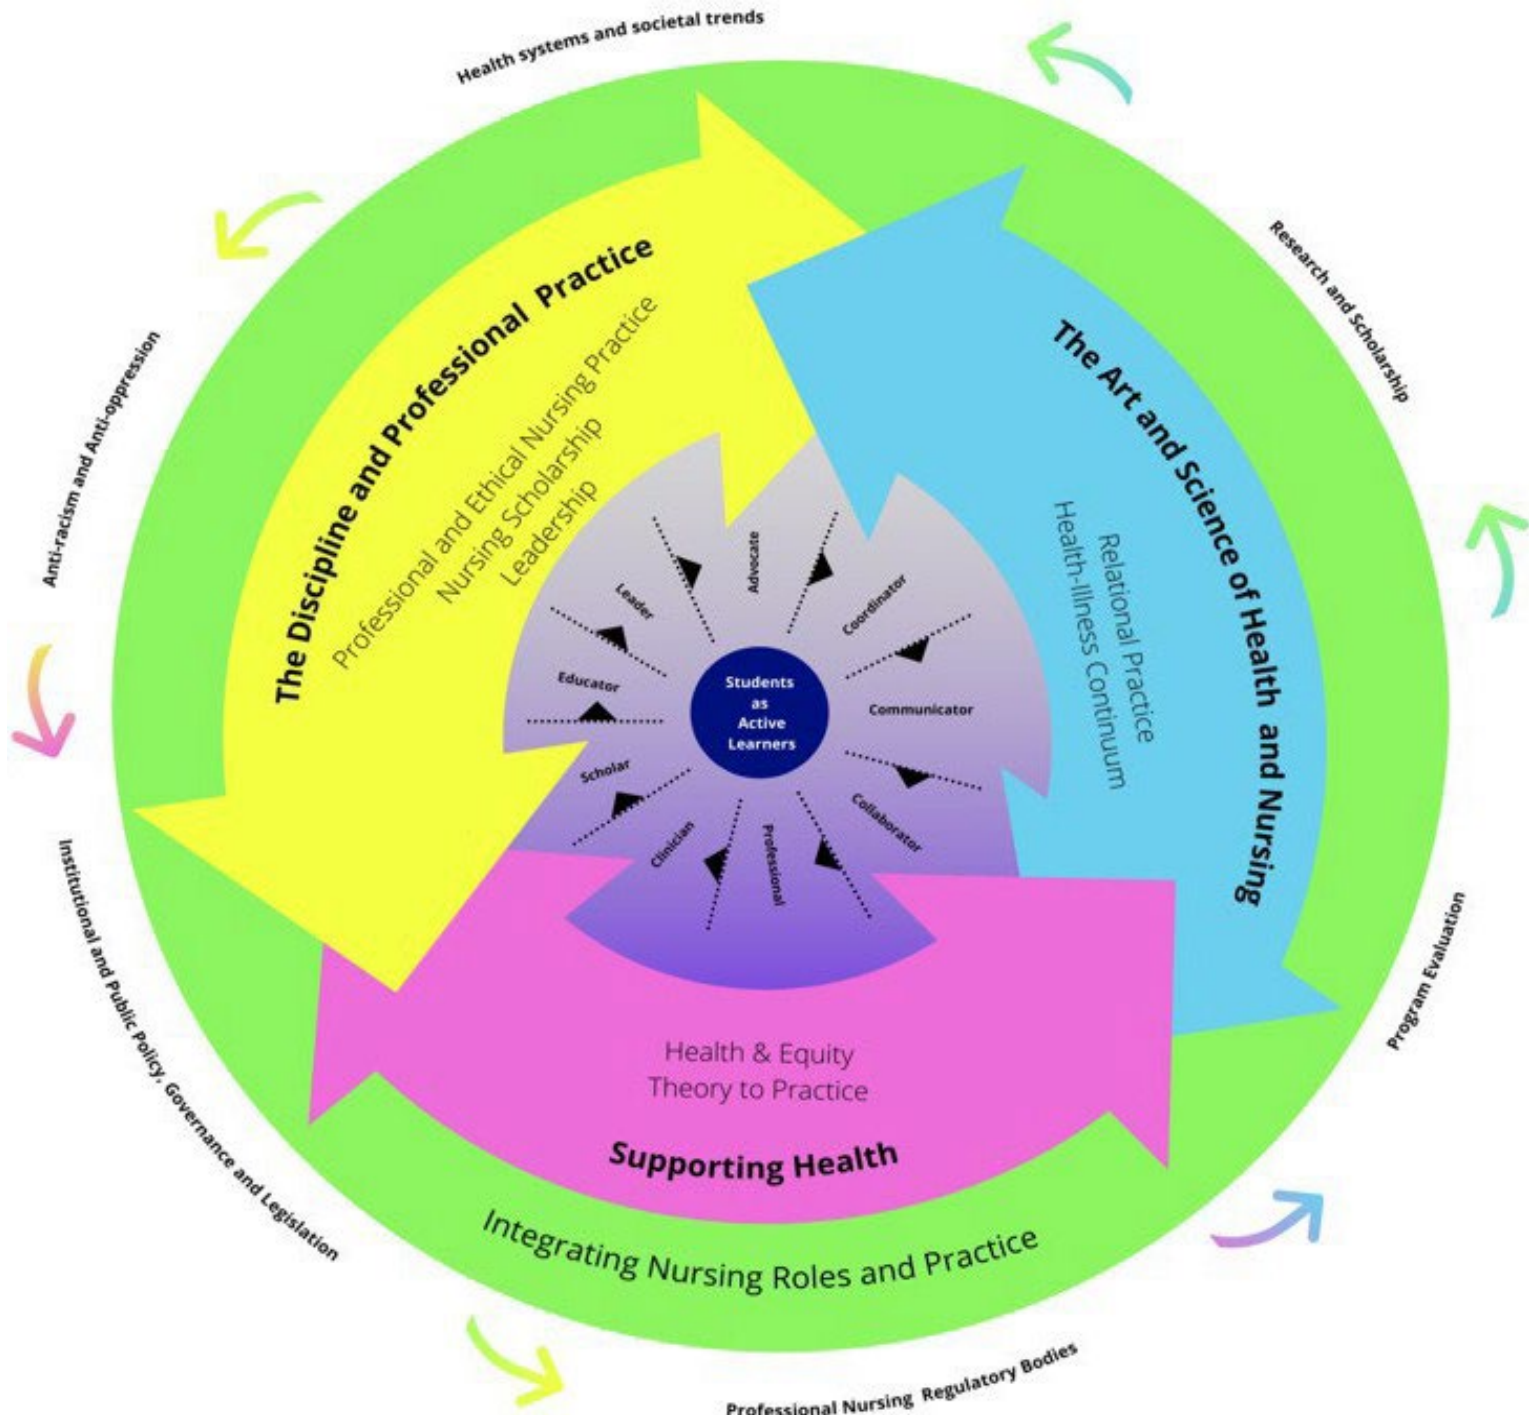 Health systems and societal trends
Research and Scholarship
Anti-racism and Anti-oppression
The Discipline and Professional Practice
Professional and Ethical Nursing Practice
Nursing Scholarship
Leadership
The Art and Science of Health and Nursing
Relational Practice
Health-Illness Continuum
Advocate
Coordinator
Communicator
Collaborator
Professional
Clinician
Scholar
Educator
Leader
Students
as
Active
Learners
Health & Equity
Theory to Practice
Supporting Health
Integrating Nursing Roles and Practice
Program Evaluation
Institutional and Public Policy, Governance and Legislation
Professional Nursing Regulatory Bodies